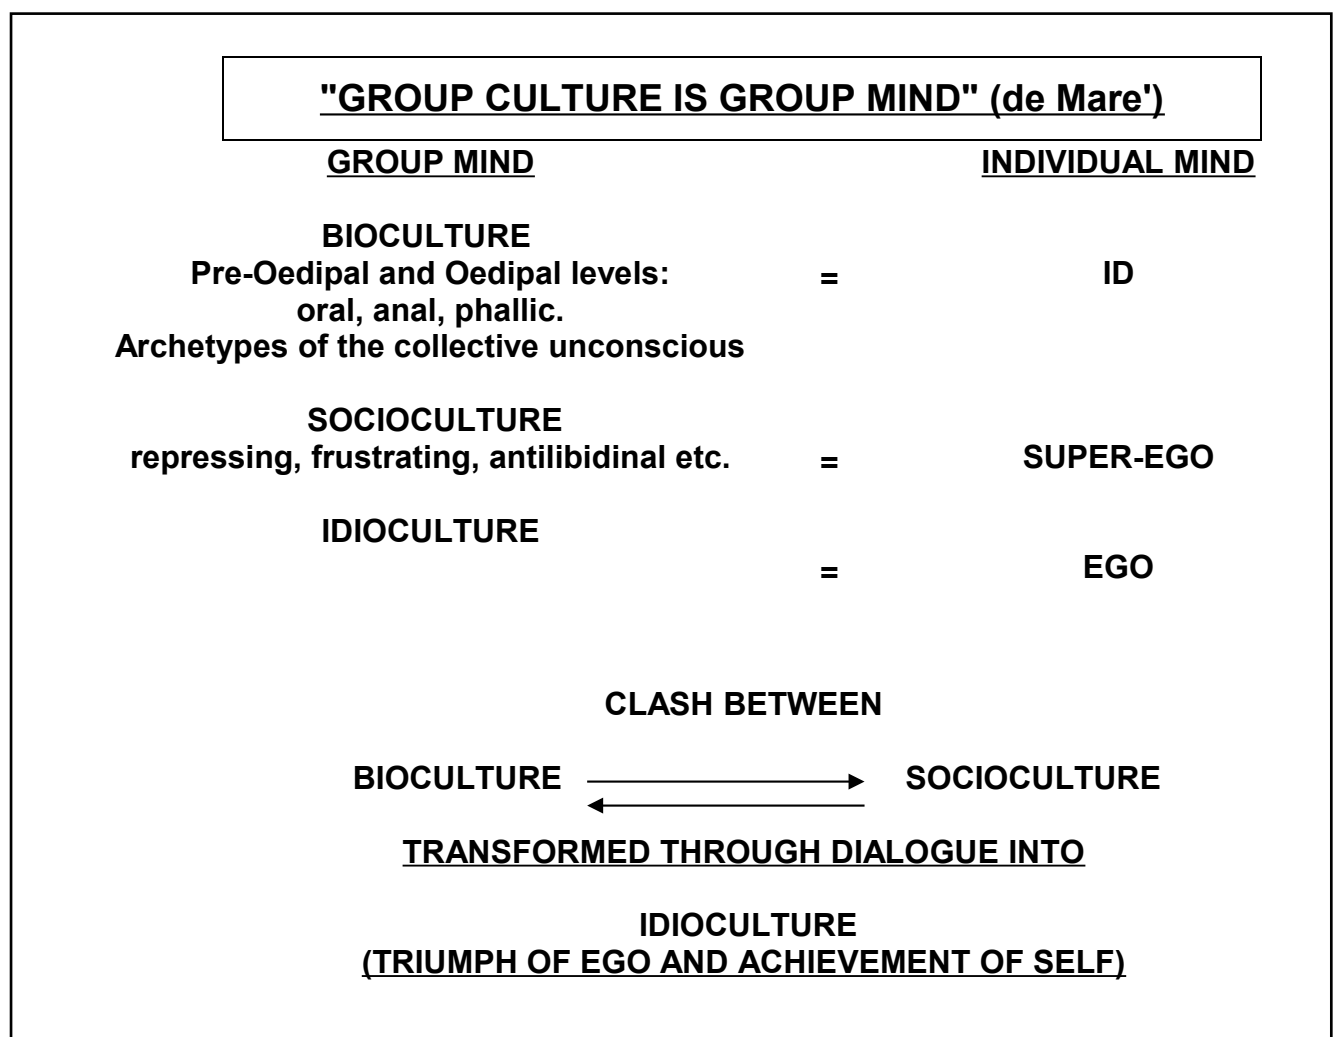 "GROUP CULTURE IS GROUP MIND" (de Mare')
GROUP MIND INDIVIDUAL MIND
BIOCULTURE
Pre-Oedipal and Oedipal levels: = ID
oral, anal, phallic.
Archetypes of the collective unconscious
SOCIOCULTURE
repressing, frustrating, antilibidinal etc. = SUPER-EGO
IDIOCULTURE
= EGO
CLASH BETWEEN
BIOCULTURE SOCIOCULTURE
TRANSFORMED THROUGH DIALOGUE INTO
IDIOCULTURE
(TRIUMPH OF EGO AND ACHIEVEMENT OF SELF)